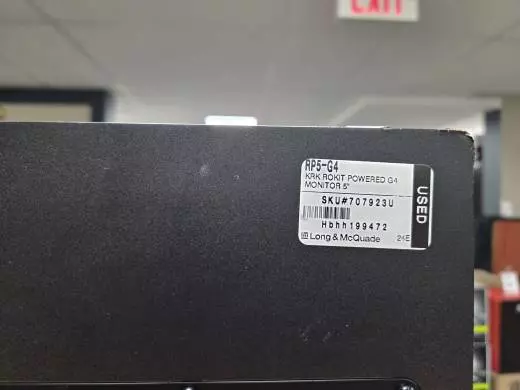 EXIT
RP5-G4
KRK ROKIT POWERED G4
MONITOR 5"
SKU#707923U
Hbhh199472
Long & McQuade 24E
USED